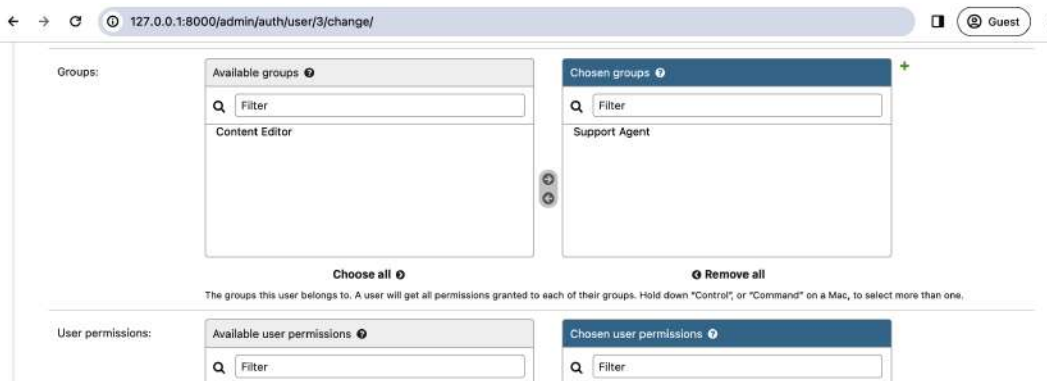 127.0.0.1:8000/admin/auth/user/3/change/ Guest
Groups:
Available groups
Filter
Content Editor
Choose all
Chosen groups
Filter
Support Agent
Remove all
The groups this user belongs to. A user will get all permissions granted to each of their groups. Hold down "Control", or "Command" on a Mac, to select more than one.
User permissions:
Available user permissions
Filter
Chosen user permissions
Filter